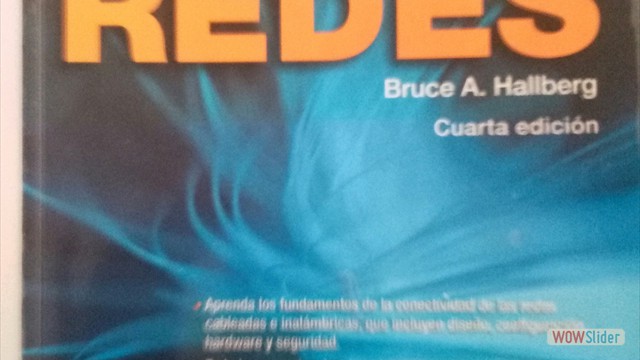 REDES
Bruce A. Hallberg
Cuarta edición
Aprenda los fundamentos de la conectividad de las redes
cableadas e inalámbricas, que incluyen diseño,
hardware y seguridad
WOWSlider